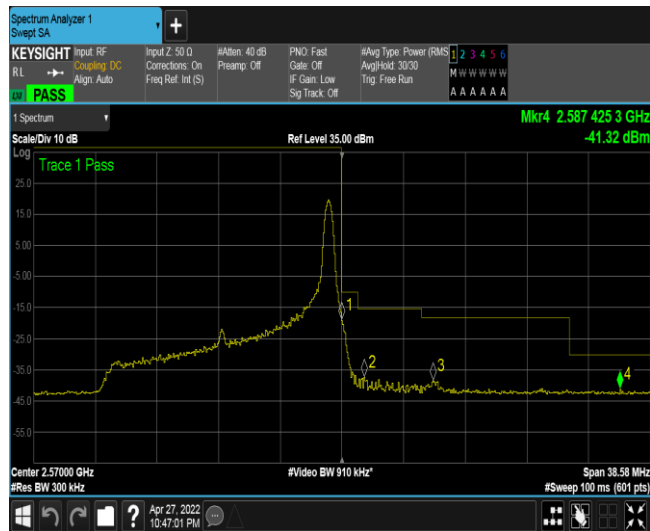 Spectrum Analyzer 1
Swept SA
KEYSIGHT
RL
PASS
Input: RF
Coupling: DC
Align: Auto
Input Z: 50 Ω
Corrections: On
Freq Ref: Int (S)
#Atten: 40 dB
Preamp: Off
PNO: Fast
Gate: Off
IF Gain: Low
Sig Track: Off
#Avg Type: Power (RMS
Avg|Hold: 30/30
Trig: Free Run
1 2 3 4 5 6
M W W W W W
A A A A A A
1 Spectrum
Mkr4 2.587 425 3 GHz
Scale/Div 10 dB
Ref Level 35.00 dBm
-41.32 dBm
Log
Trace 1 Pass
25.0
15.0
5.00
-5.00
-15.0
1
-25.0
-35.0
2
3
4
-45.0
-55.0
Center 2.57000 GHz
#Video BW 910 kHz*
Span 38.58 MHz
#Res BW 300 kHz
#Sweep 100 ms (601 pts)
?
Apr 27, 2022
10:47:01 PM